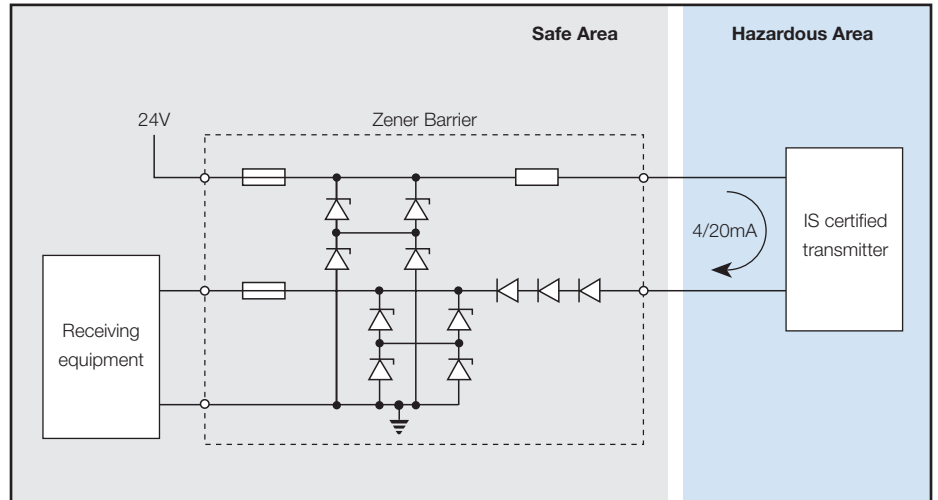 Safe Area
Hazardous Area
24V
Zener Barrier
4/20mA
IS certified
transmitter
Receiving
equipment